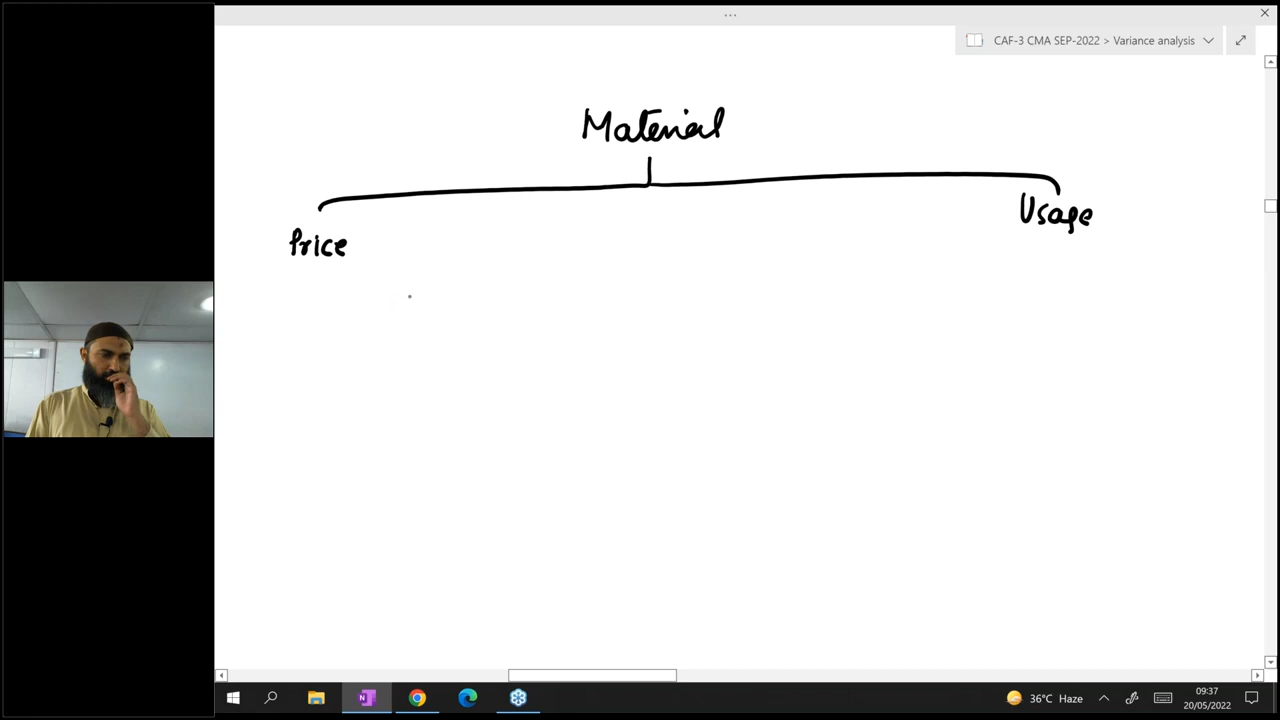 CAF-3 CMA SEP-2022 > Variance analysis
Material
Price
Usage
36°C Haze
09:37
20/05/2022